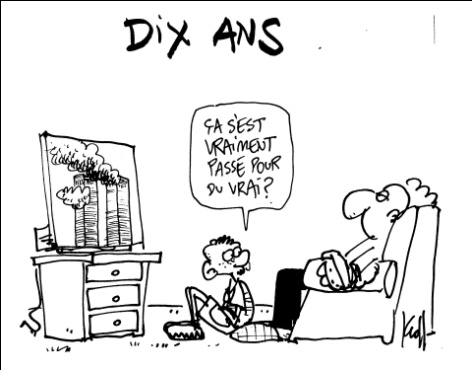 DiX ANS
ÇA S'EST
VRAiMENT
PASSÉ POUR
DU VRAi?